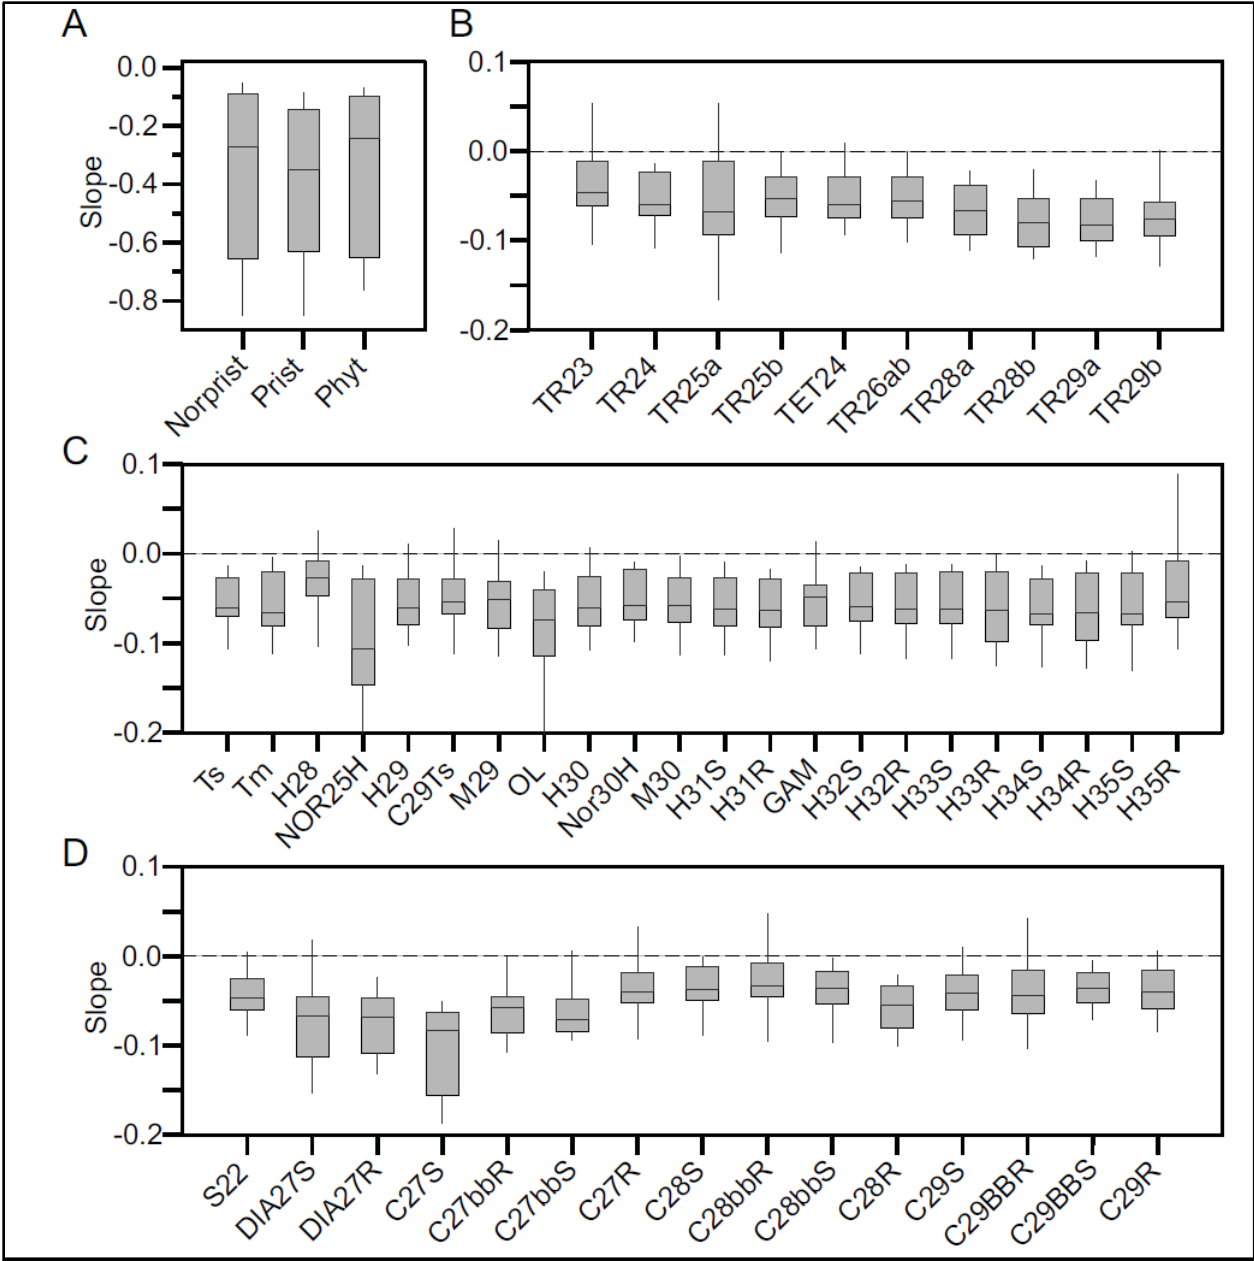 A
B
0.0
-0.2
-0.4
-0.6
-0.8
Slope
Norprist
Prist
Phyt
0.1
0.0
-0.1
-0.2
TR23
TR24
TR25a
TR25b
TET24
TR26ab
TR28a
TR28b
TR29a
TR29b
C
0.1
0.0
-0.1
-0.2
Slope
Ts
Tm
H28
NOR25H
H29
C29Ts
M29
OL
H30
Nor30H
M30
H31S
H31R
GAM
H32S
H32R
H33S
H33R
H34S
H34R
H35S
H35R
D
0.1
0.0
-0.1
-0.2
Slope
S22
DIA27S
DIA27R
C27S
C27bbR
C27bbS
C27R
C28S
C28bbR
C28bbS
C28R
C29S
C29BBR
C29BBS
C29R